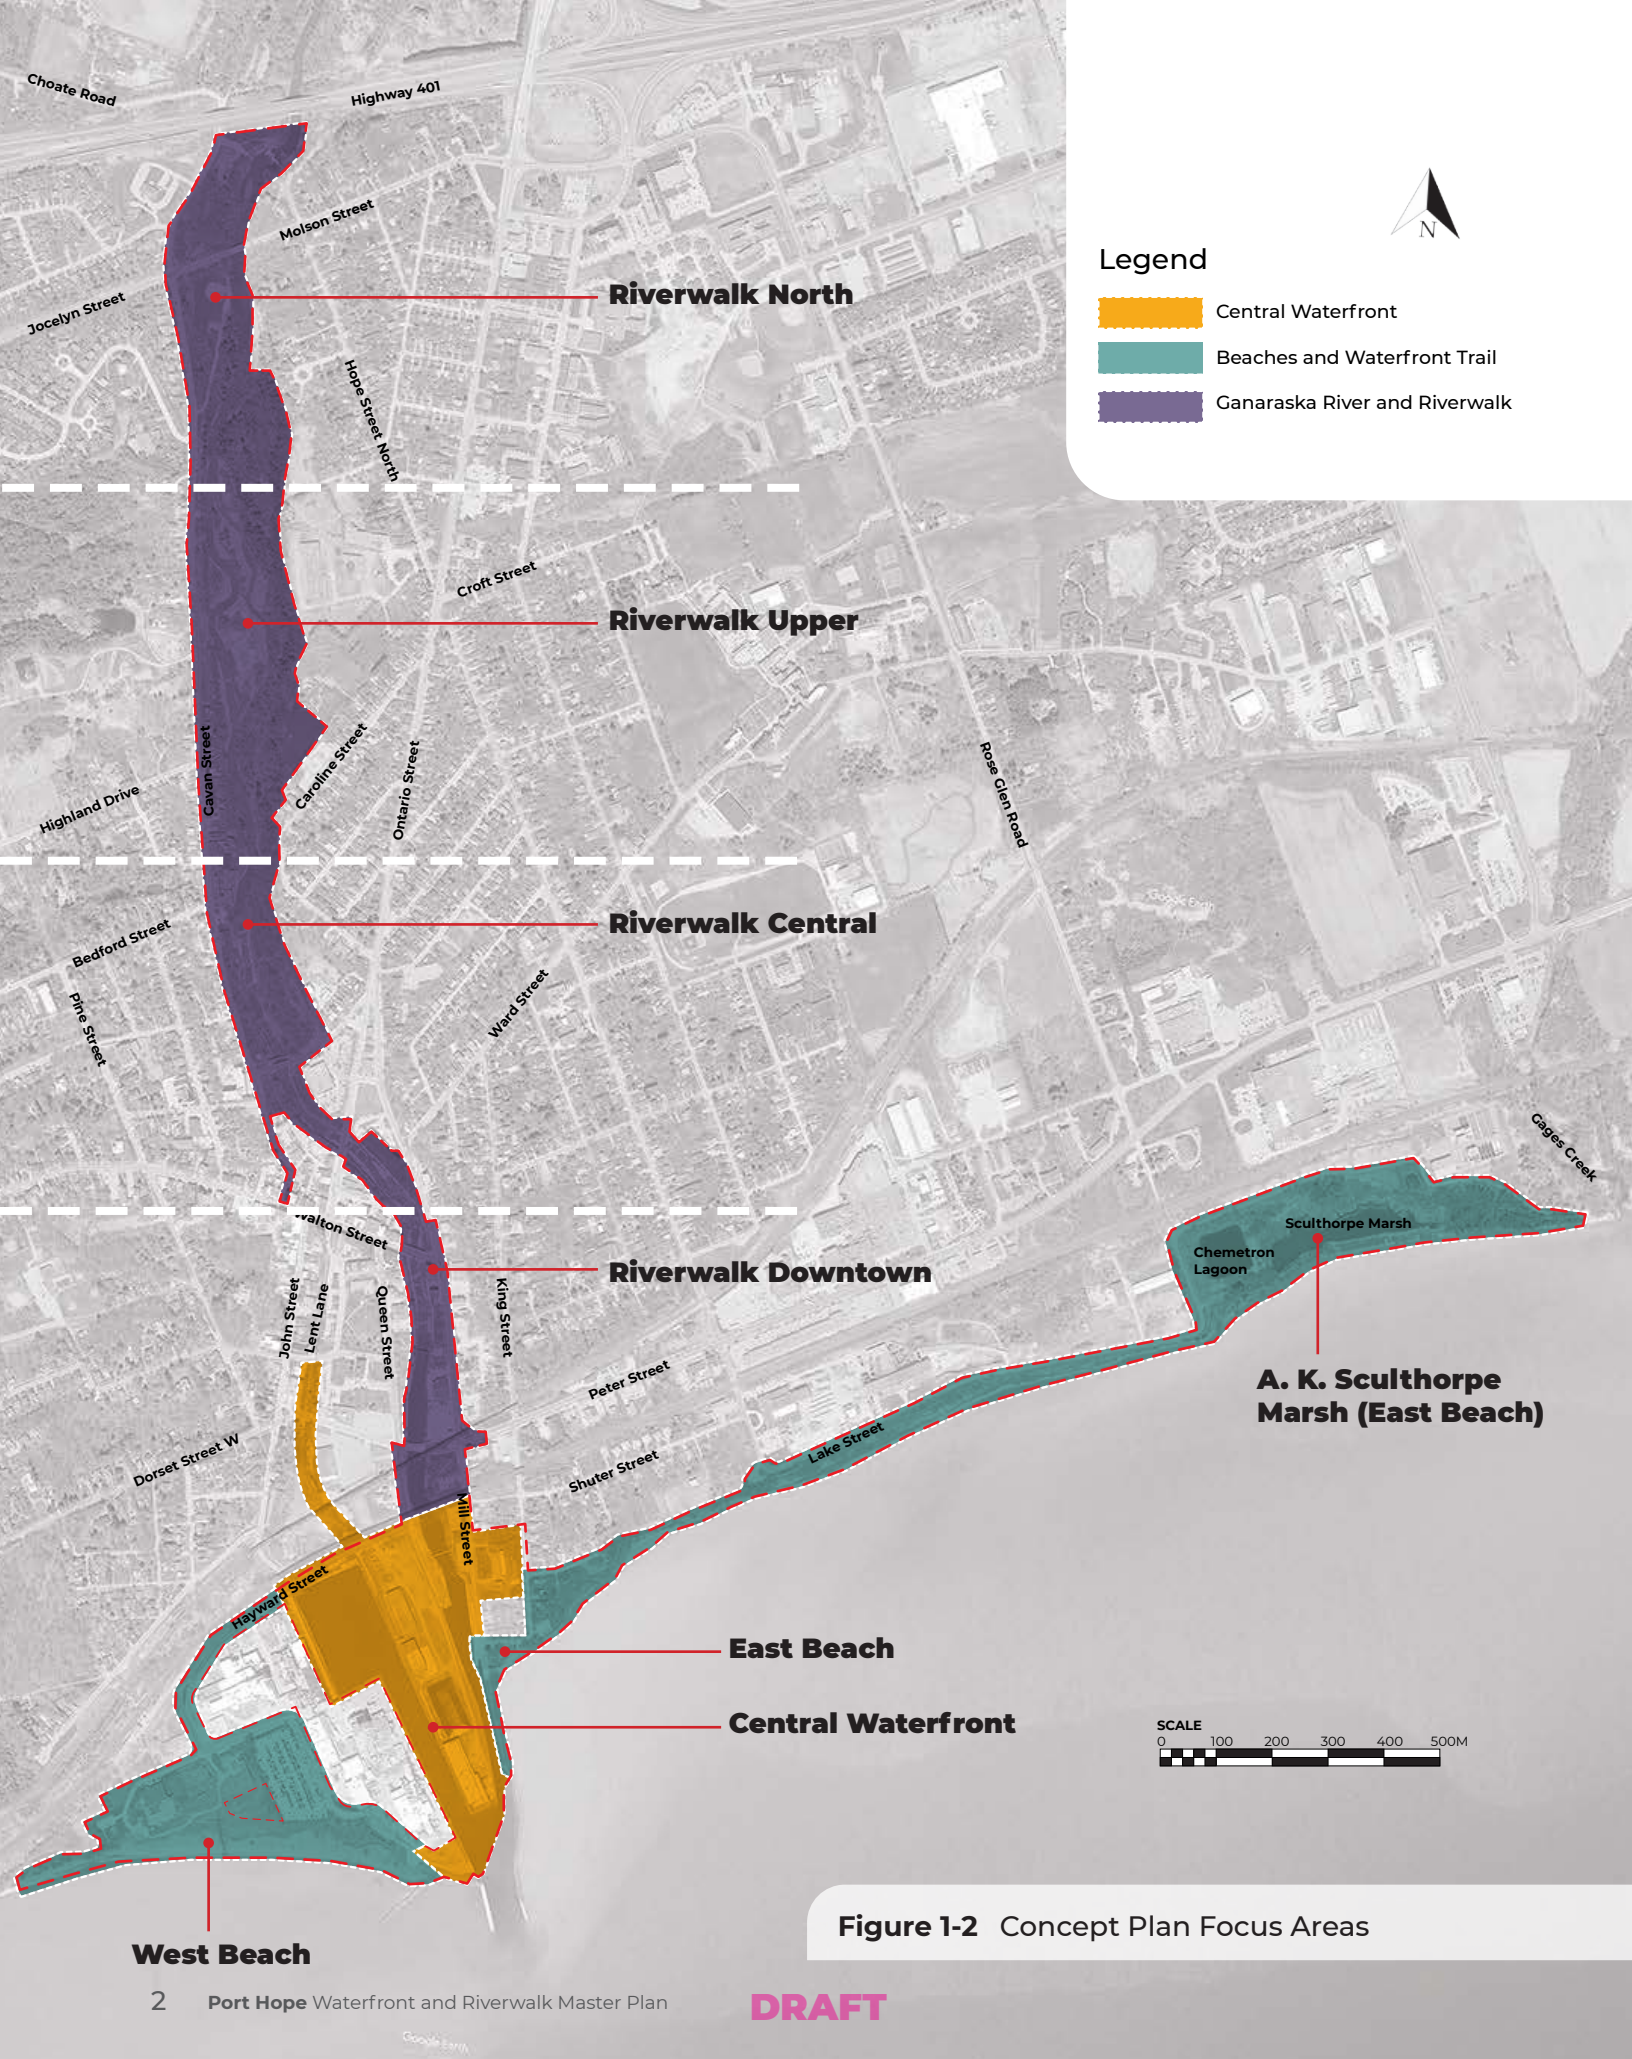 Choate Road
Highway 401
Molson Street
Jocelyn Street
Riverwalk North
Hope Street North
Legend
N
Central Waterfront
Beaches and Waterfront Trail
Ganaraska River and Riverwalk
Croft Street
Riverwalk Upper
Cavan Street
Caroline Street
Ontario Street
Highland Drive
Rose Glen Road
Google Earth
Bedford Street
Riverwalk Central
Pine Street
Ward Street
Gages Creek
Walton Street
Sculthorpe Marsh
Chemetron
Lagoon
Riverwalk Downtown
John Street
Lent Lane
Queen Street
King Street
Peter Street
A. K. Sculthorpe
Marsh (East Beach)
Dorset Street W
Shuter Street
Lake Street
Mill Street
Hayward Street
East Beach
Central Waterfront
SCALE
0 100 200 300 400 500M
West Beach
Figure 1-2 Concept Plan Focus Areas
2 Port Hope Waterfront and Riverwalk Master Plan
DRAFT
Google Earth